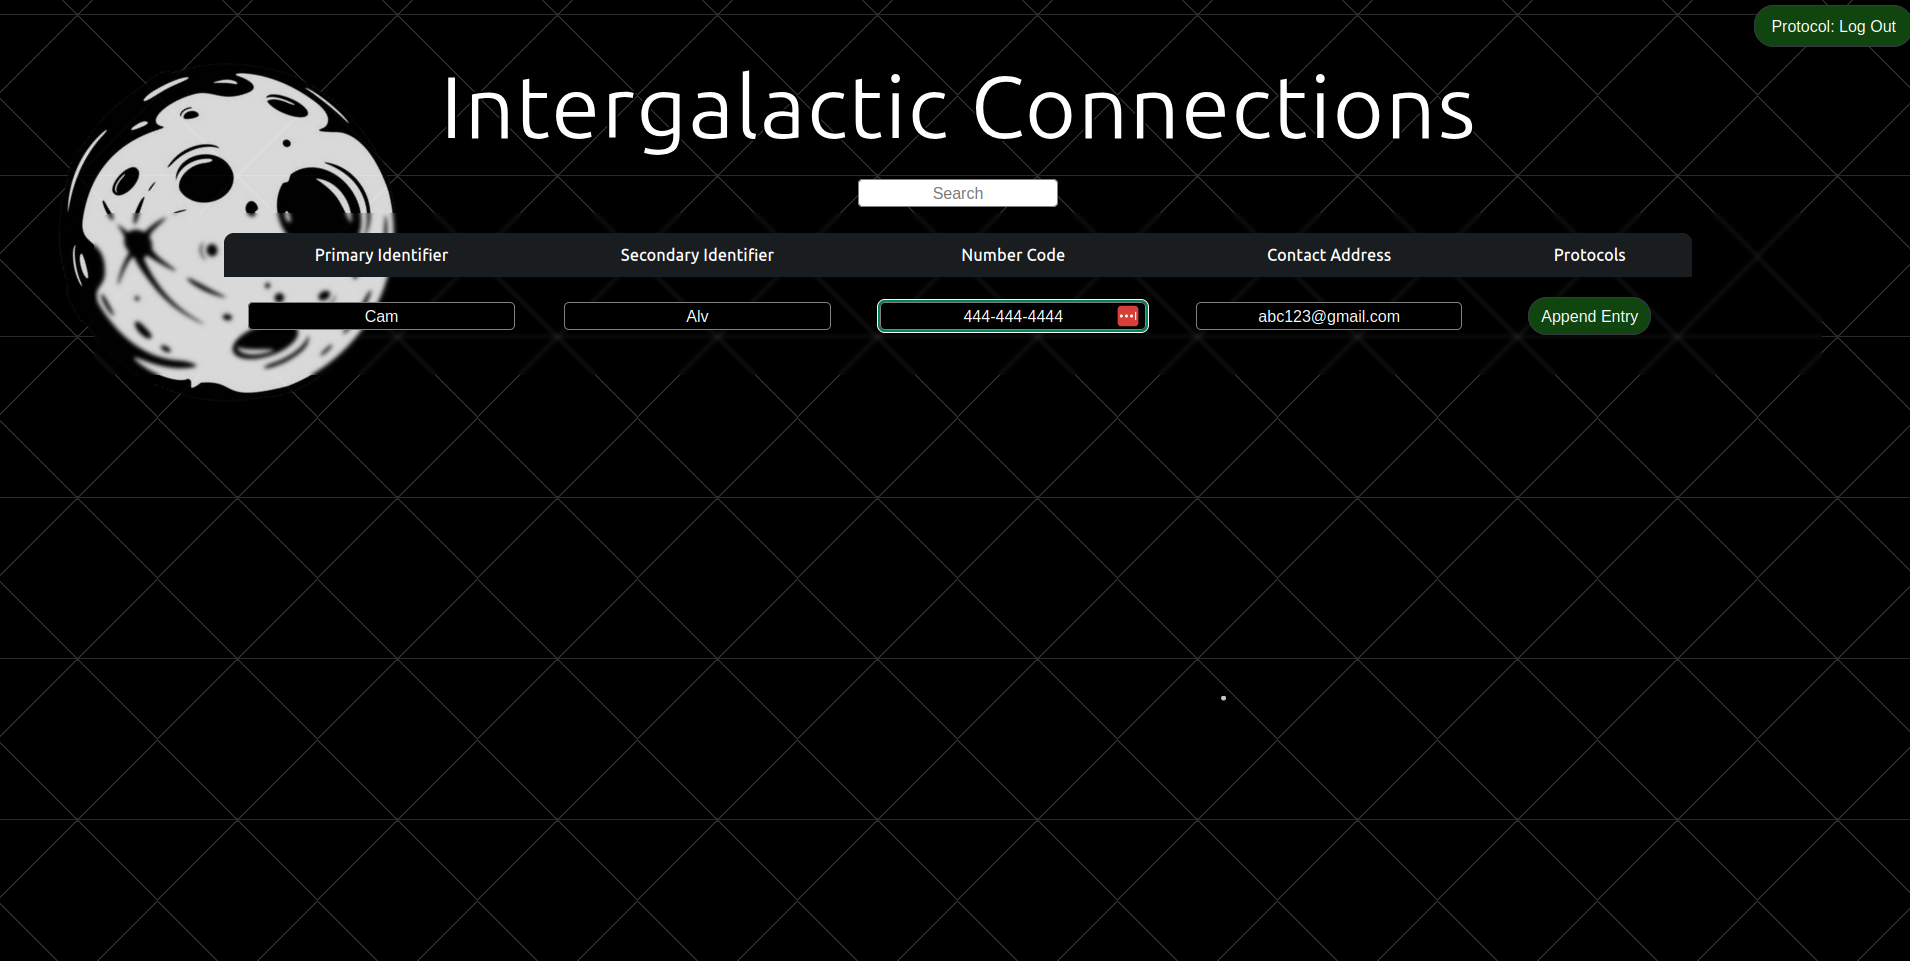 Protocol: Log Out
Intergalactic Connections
Search
Primary Identifier Secondary Identifier Number Code Contact Address Protocols
Cam Alv 444-444-4444 abc123@gmail.com Append Entry